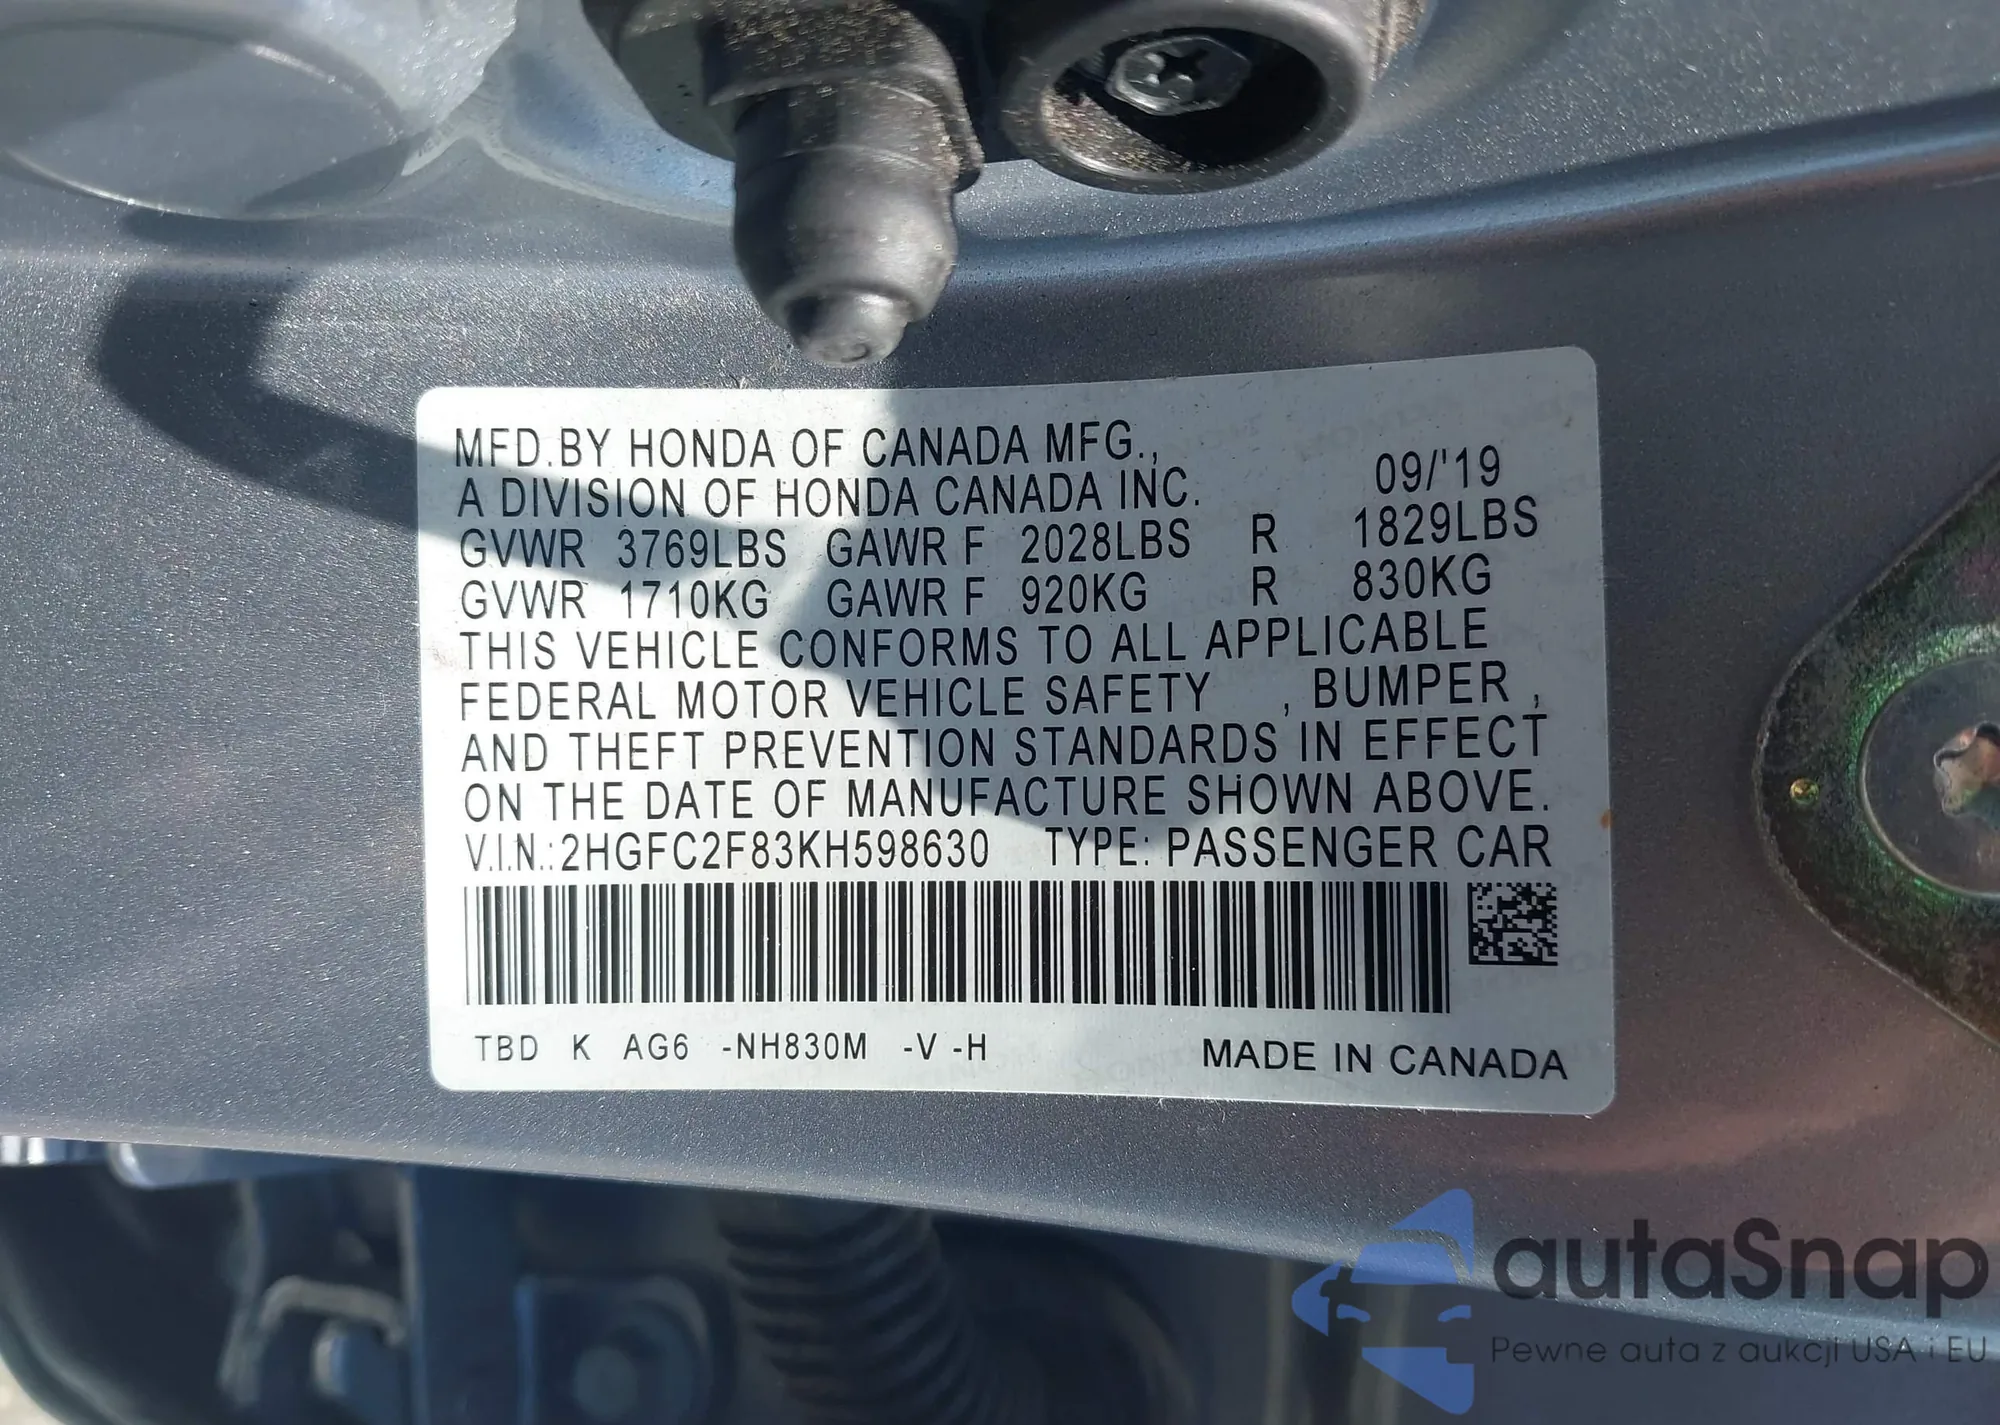 MFD.BY HONDA OF CANADA MFG.,
A DIVISION OF HONDA CANADA INC. 09/'19
GVWR 3769LBS GAWR F 2028LBS R 1829LBS
GVWR 1710KG GAWR F 920KG R 830KG
THIS VEHICLE CONFORMS TO ALL APPLICABLE
FEDERAL MOTOR VEHICLE SAFETY , BUMPER ,
AND THEFT PREVENTION STANDARDS IN EFFECT
ON THE DATE OF MANUFACTURE SHOWN ABOVE.
V.I.N.:2HGFC2F83KH598630 TYPE: PASSENGER CAR
TBD K AG6 -NH830M -V -H MADE IN CANADA
autaSnap
Pewne auta z aukcji USA i EU